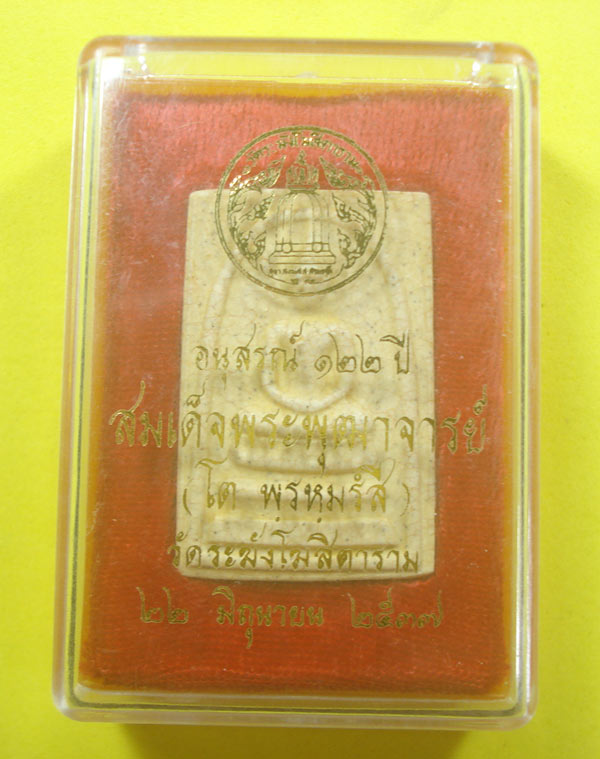 อนุสรณ์ ๑๒๒ ปี
สมเด็จพระพุฒาจารย์
(โต พฺรหฺมรํสี)
วัดระฆังโฆสิตาราม
๒๒ มิถุนายน ๒๕๓๗